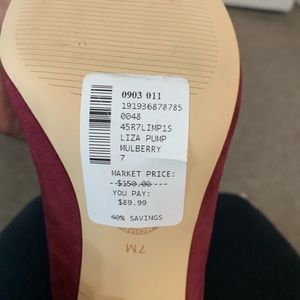 0903 011
191936878785
0048
45R7LIMP1S
LIZA PUMP
MULBERRY
7
MARKET PRICE:
$150.00
YOU PAY:
$89.99
40% SAVINGS
7M